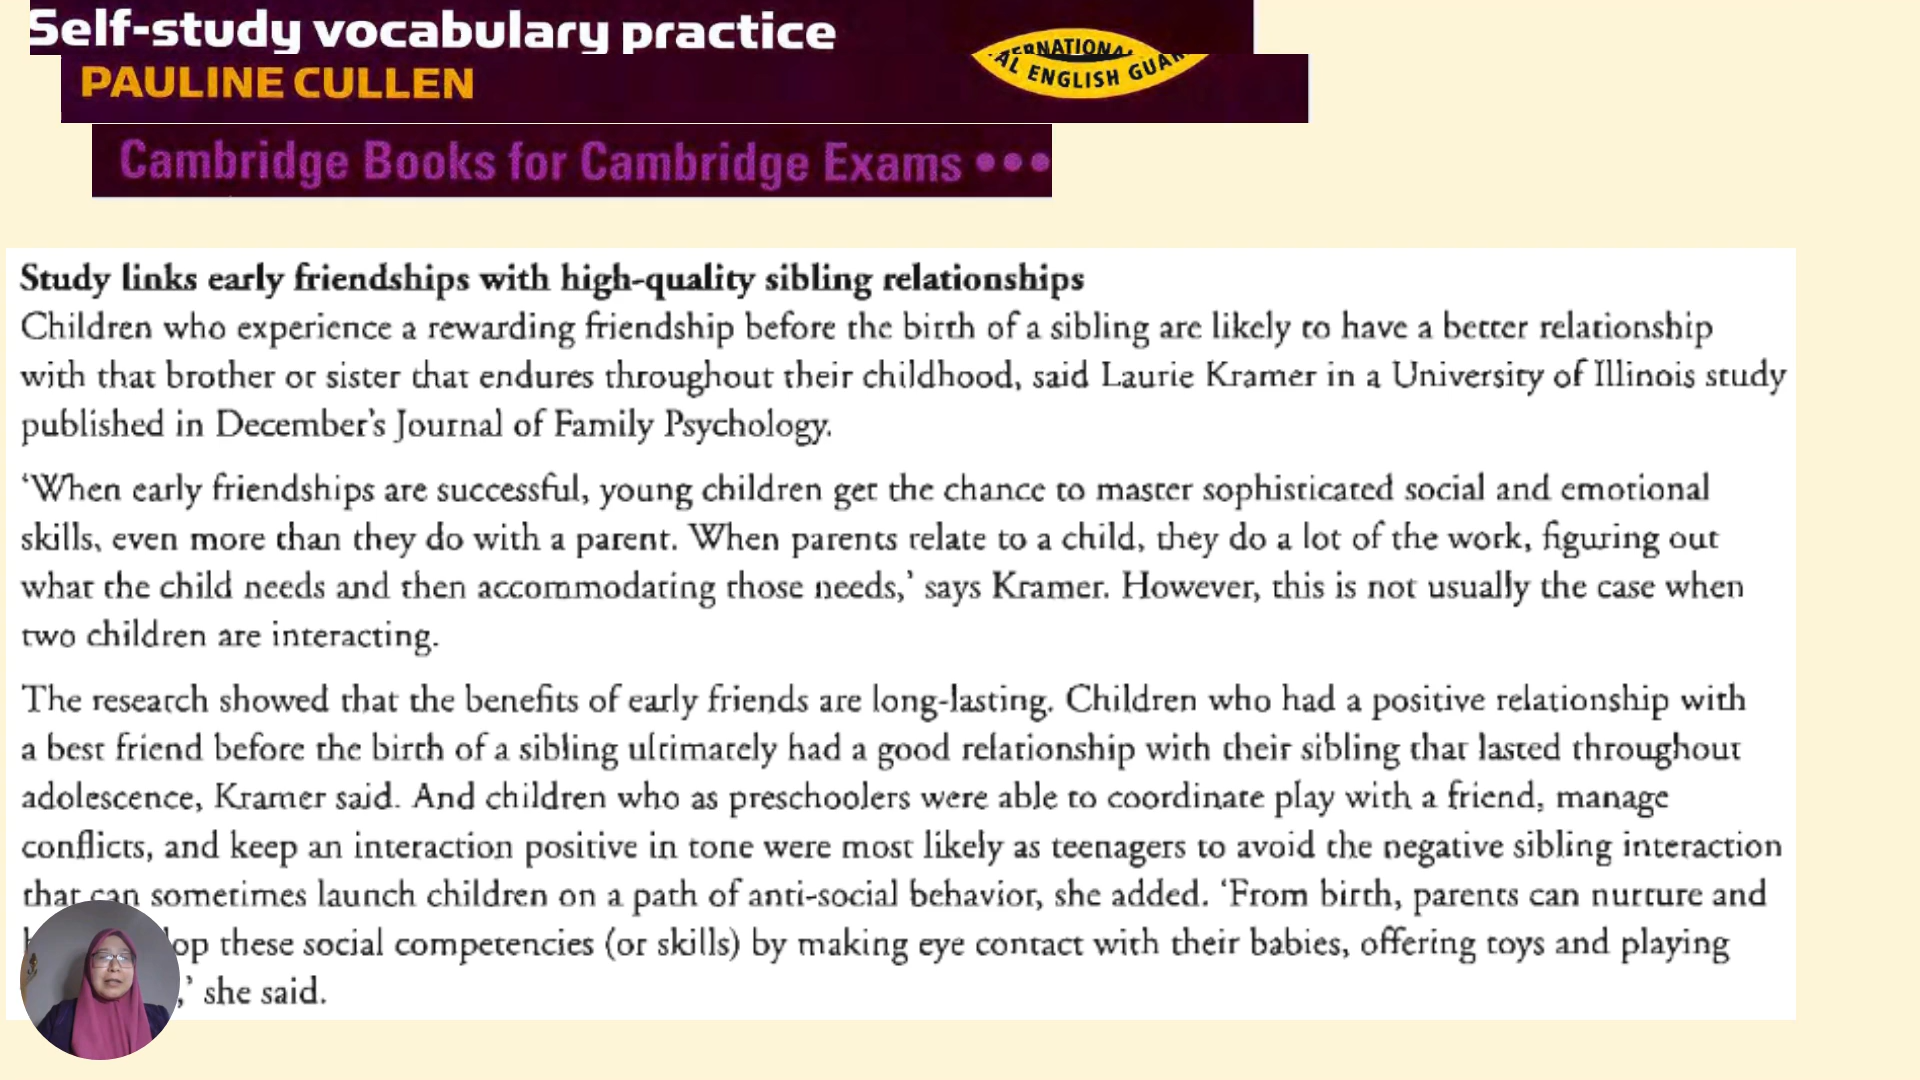 Self-study vocabulary practice
PAULINE CULLEN
AL ENGLISH GUA
Cambridge Books for Cambridge Exams •••
Study links early friendships with high-quality sibling relationships
Children who experience a rewarding friendship before the birth of a sibling are likely to have a better relationship
with that brother or sister that endures throughout their childhood, said Laurie Kramer in a University of Illinois study
published in December's Journal of Family Psychology.
'When early friendships are successful, young children get the chance to master sophisticated social and emotional
skills, even more than they do with a parent. When parents relate to a child, they do a lot of the work, figuring out
what the child needs and then accommodating those needs,' says Kramer. However, this is not usually the case when
two children are interacting.
The research showed that the benefits of early friends are long-lasting. Children who had a positive relationship with
a best friend before the birth of a sibling ultimately had a good relationship with their sibling that lasted throughout
adolescence, Kramer said. And children who as preschoolers were able to coordinate play with a friend, manage
conflicts, and keep an interaction positive in tone were most likely as teenagers to avoid the negative sibling interaction
that can sometimes launch children on a path of anti-social behavior, she added. 'From birth, parents can nurture and
op these social competencies (or skills) by making eye contact with their babies, offering toys and playing
,' she said.